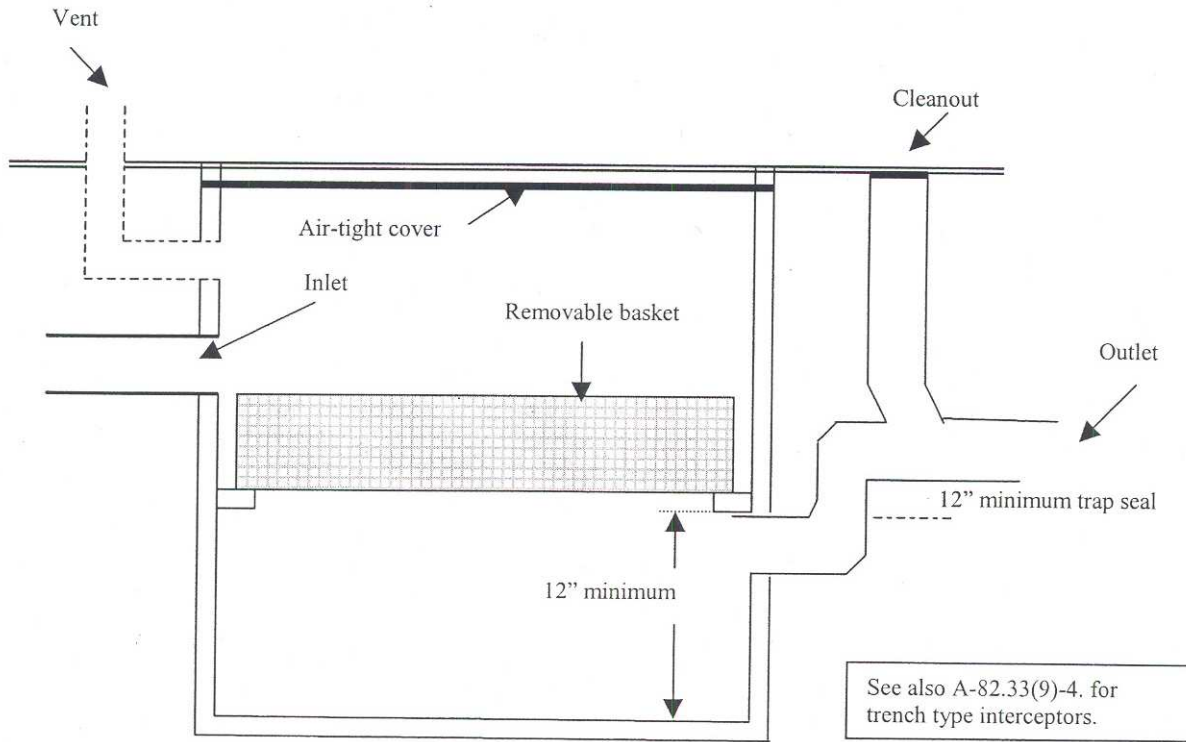 Vent
Cleanout
Air-tight cover
Inlet
Removable basket
Outlet
12” minimum trap seal
12” minimum
See also A-82.33(9)-4. for
trench type interceptors.